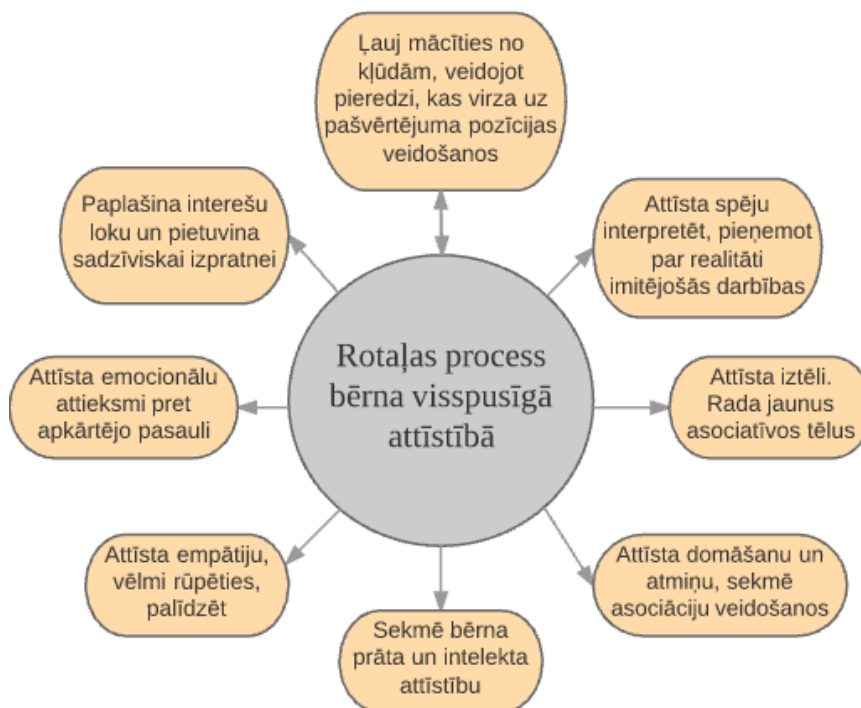 Ļauj mācīties no
kļūdām, veidojot
pieredzi, kas virza uz
pašvērtējuma pozīcijas
veidošanos
Paplašina interešu
loku un pietuvina
sadzīviskai izpratnei
Attīsta spēju
interpretēt, pieņemot
par realitāti
imitējošās darbības
Rotaļas process
bērna visspusīgā
attīstībā
Attīsta emocionālu
attieksmi pret
apkārtējo pasauli
Attīsta iztēli.
Rada jaunus
asociatīvos tēlus
Attīsta empātiju,
vēlmi rūpēties,
palīdzēt
Attīsta domāšanu un
atmiņu, sekmē
asociāciju veidošanos
Sekmē bērna
prāta un intelekta
attīstību